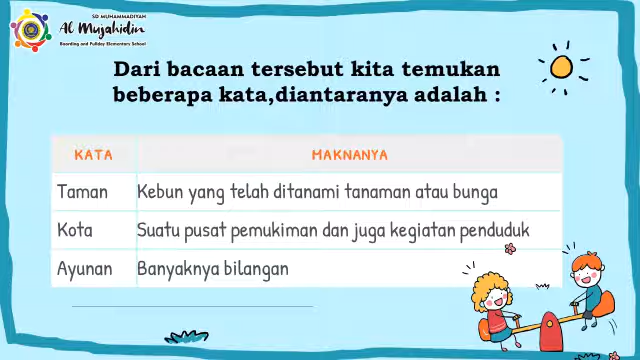 SD MUHAMMADIYAH
Al Mujahidin
Boarding and Fullday Elementary School
Dari bacaan tersebut kita temukan
beberapa kata,diantaranya adalah :
KATA MAKNANYA
Taman Kebun yang telah ditanami tanaman atau bunga
Kota Suatu pusat pemukiman dan juga kegiatan penduduk
Ayunan Banyaknya bilangan